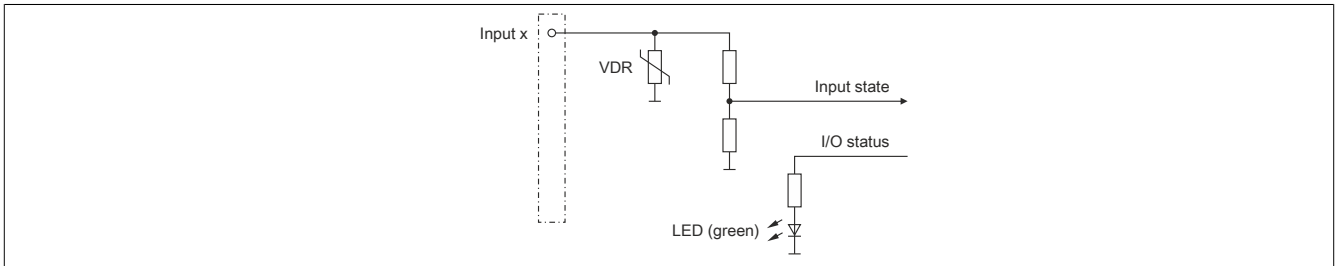 Input x
VDR
Input state
I/O status
LED (green)